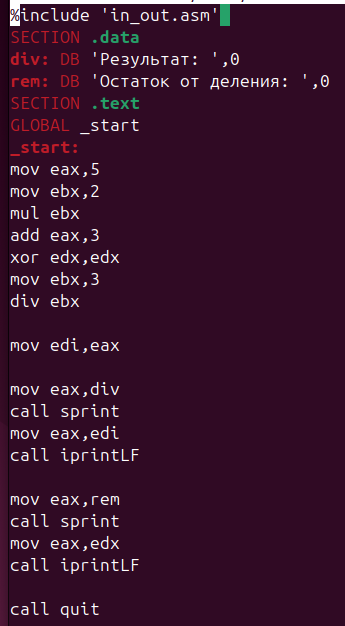 %include 'in_out.asm'
SECTION .data
div: DB 'Результат: ',0
rem: DB 'Остаток от деления: ',0
SECTION .text
GLOBAL _start
_start:
mov eax,5
mov ebx,2
mul ebx
add eax,3
xor edx,edx
mov ebx,3
div ebx
mov edi,eax
mov eax,div
call sprint
mov eax,edi
call iprintLF
mov eax,rem
call sprint
mov eax,edx
call iprintLF
call quit